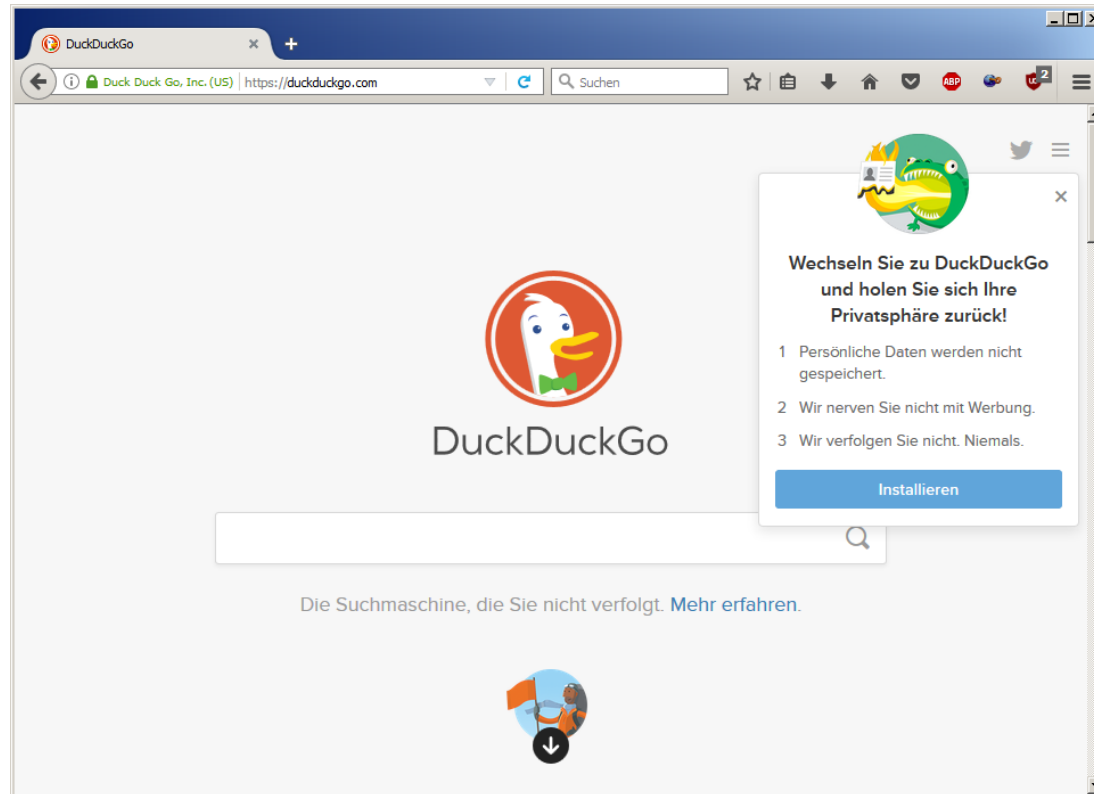 DuckDuckGo
Duck Duck Go, Inc. (US) https://duckduckgo.com Suchen ABP 2
Wechseln Sie zu DuckDuckGo
und holen Sie sich Ihre
Privatsphäre zurück!
1 Persönliche Daten werden nicht
gespeichert.
2 Wir nerven Sie nicht mit Werbung.
3 Wir verfolgen Sie nicht. Niemals.
Installieren
DuckDuckGo
Die Suchmaschine, die Sie nicht verfolgt. Mehr erfahren.